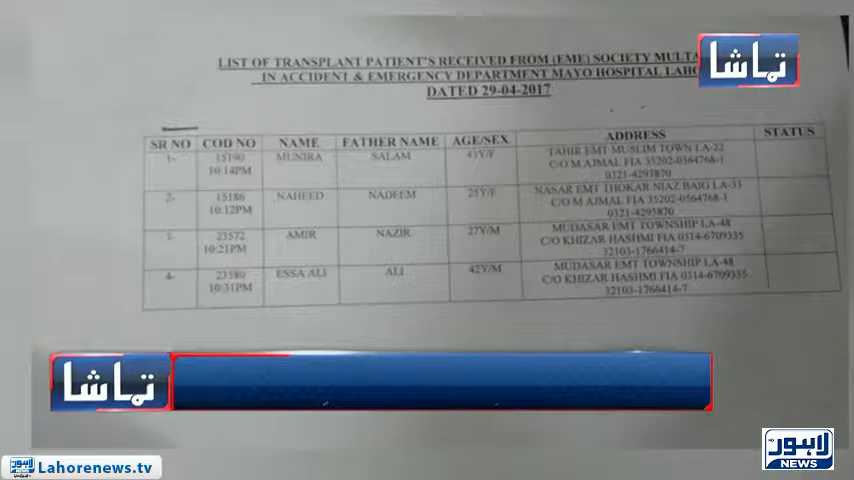 LIST OF TRANSPLANT PATIENT'S RECEIVED FROM (EME) SOCIETY
IN ACCIDENT & EMERGENCY DEPARTMENT MAYO HOSPITAL
DATED 29-04-2017
تماشا
SR NO COD NO NAME FATHER NAME AGE/SEX ADDRESS STATUS
1- 15190 10:14PM MUNIRA SALAM 43Y/F TAHIR EMT MUSLIM TOWN LA-22
C/O M AJMAL FIA 35202-0564768-1
0321-4293870
2- 15186 10:12PM NAHEED NADEEM 25Y/F NASAR EMT THOKAR NIAZ BAIG LA-33
C/O M AJMAL FIA 35202-0564768-1
0321-4293870
3- 23572 10:21PM AMIR NAZIR 27Y/M MUDASAR EMT TOWNSHIP LA-48
C/O KHIZAR HASHMI FIA 0314-6709335
32103-1766414-7
4- 23580 10:31PM ESSA ALI ALI 42Y/M MUDASAR EMT TOWNSHIP LA-48
C/O KHIZAR HASHMI FIA 0314-6709335
32103-1766414-7
تماشا
Lahorenews.tv
لاہور
NEWS